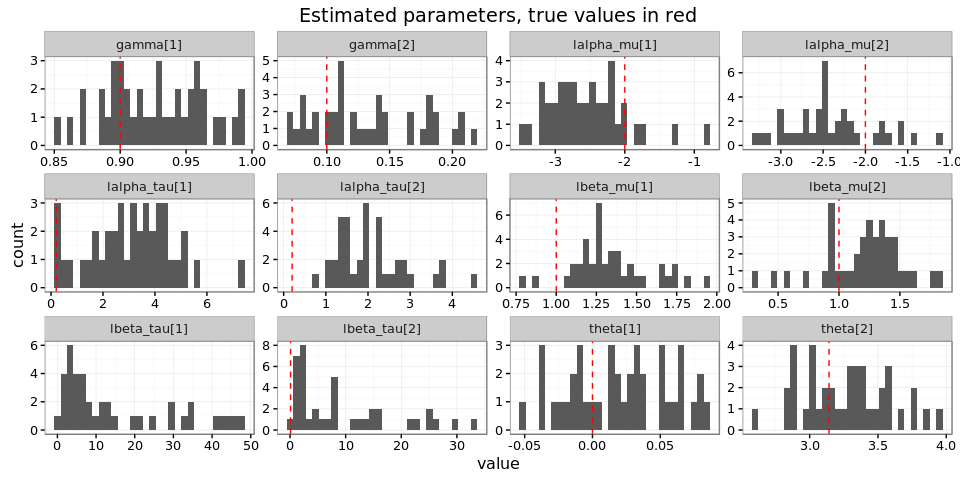 Estimated parameters, true values in red
gamma[1] gamma[2] lalpha_mu[1] lalpha_mu[2]
3 5 4 6
2 4 3 4
1 3 2 2
0 2 1 0
1 0
0
0.85 0.90 0.95 1.00 0.10 0.15 0.20 -3 -2 -1 -3.0 -2.5 -2.0 -1.5 -1.0
lalpha_tau[1] lalpha_tau[2] lbeta_mu[1] lbeta_mu[2]
3 6 6 5
2 4 4 4
1 2 2 3
0 0 0 2
1
0
0 2 4 6 0 1 2 3 4 0.75 1.00 1.25 1.50 1.75 2.00 0.5 1.0 1.5
lbeta_tau[1] lbeta_tau[2] theta[1] theta[2]
6 8 3 4
4 6 2 3
2 4 1 2
0 2 0 1
0 0
0 10 20 30 40 50 0 10 20 30 -0.05 0.00 0.05 3.0 3.5 4.0
count
value